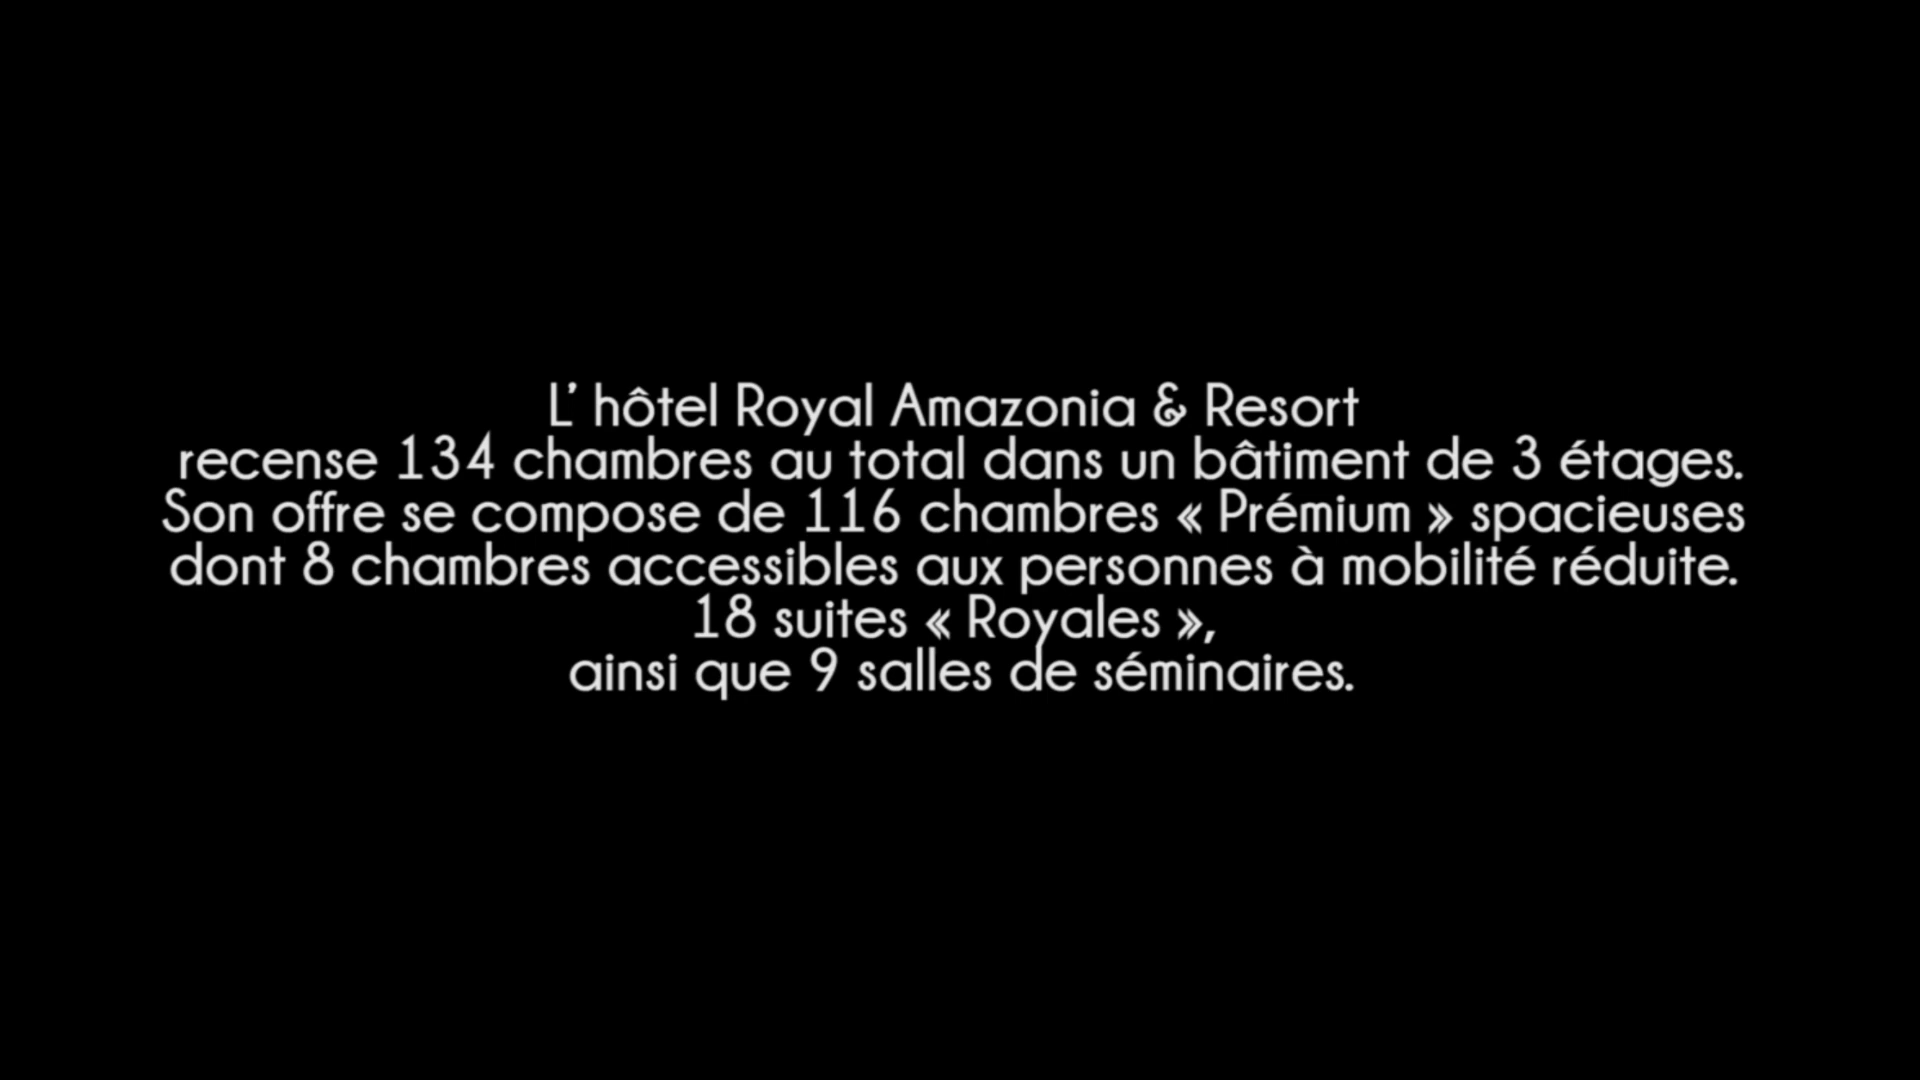 L' hôtel Royal Amazonia & Resort
recense 134 chambres au total dans un bâtiment de 3 étages.
Son offre se compose de 116 chambres « Prémium » spacieuses
dont 8 chambres accessibles aux personnes à mobilité réduite.
18 suites « Royales »,
ainsi que 9 salles de séminaires.